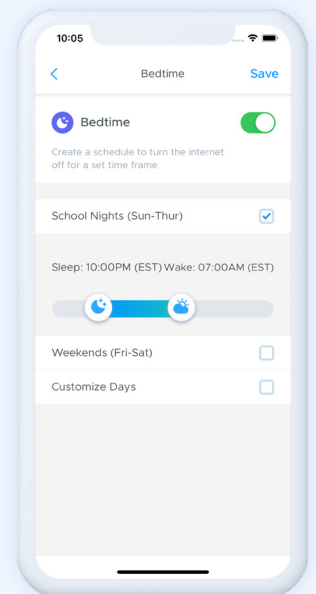 10:05
Bedtime
Save
Bedtime
Create a schedule to turn the internet
off for a set time frame
School Nights (Sun-Thur)
Sleep: 10:00PM (EST) Wake: 07:00AM (EST)
Weekends (Fri-Sat)
Customize Days